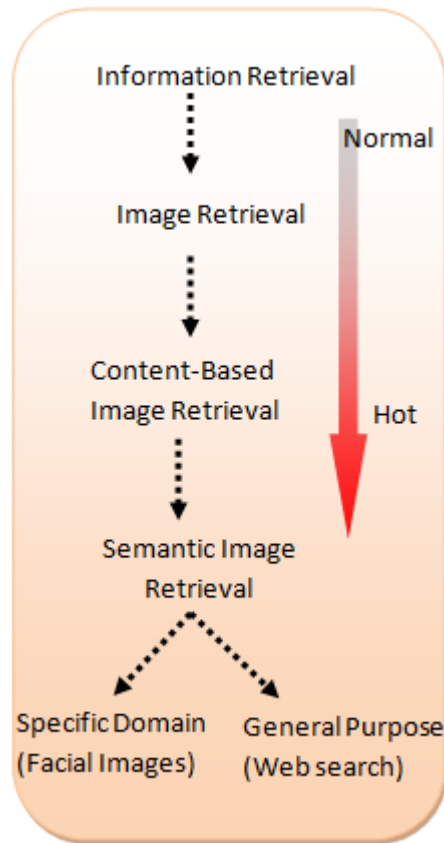 Information Retrieval
Normal
Image Retrieval
Content-Based
Image Retrieval
Hot
Semantic Image
Retrieval
Specific Domain
(Facial Images)
General Purpose
(Web search)